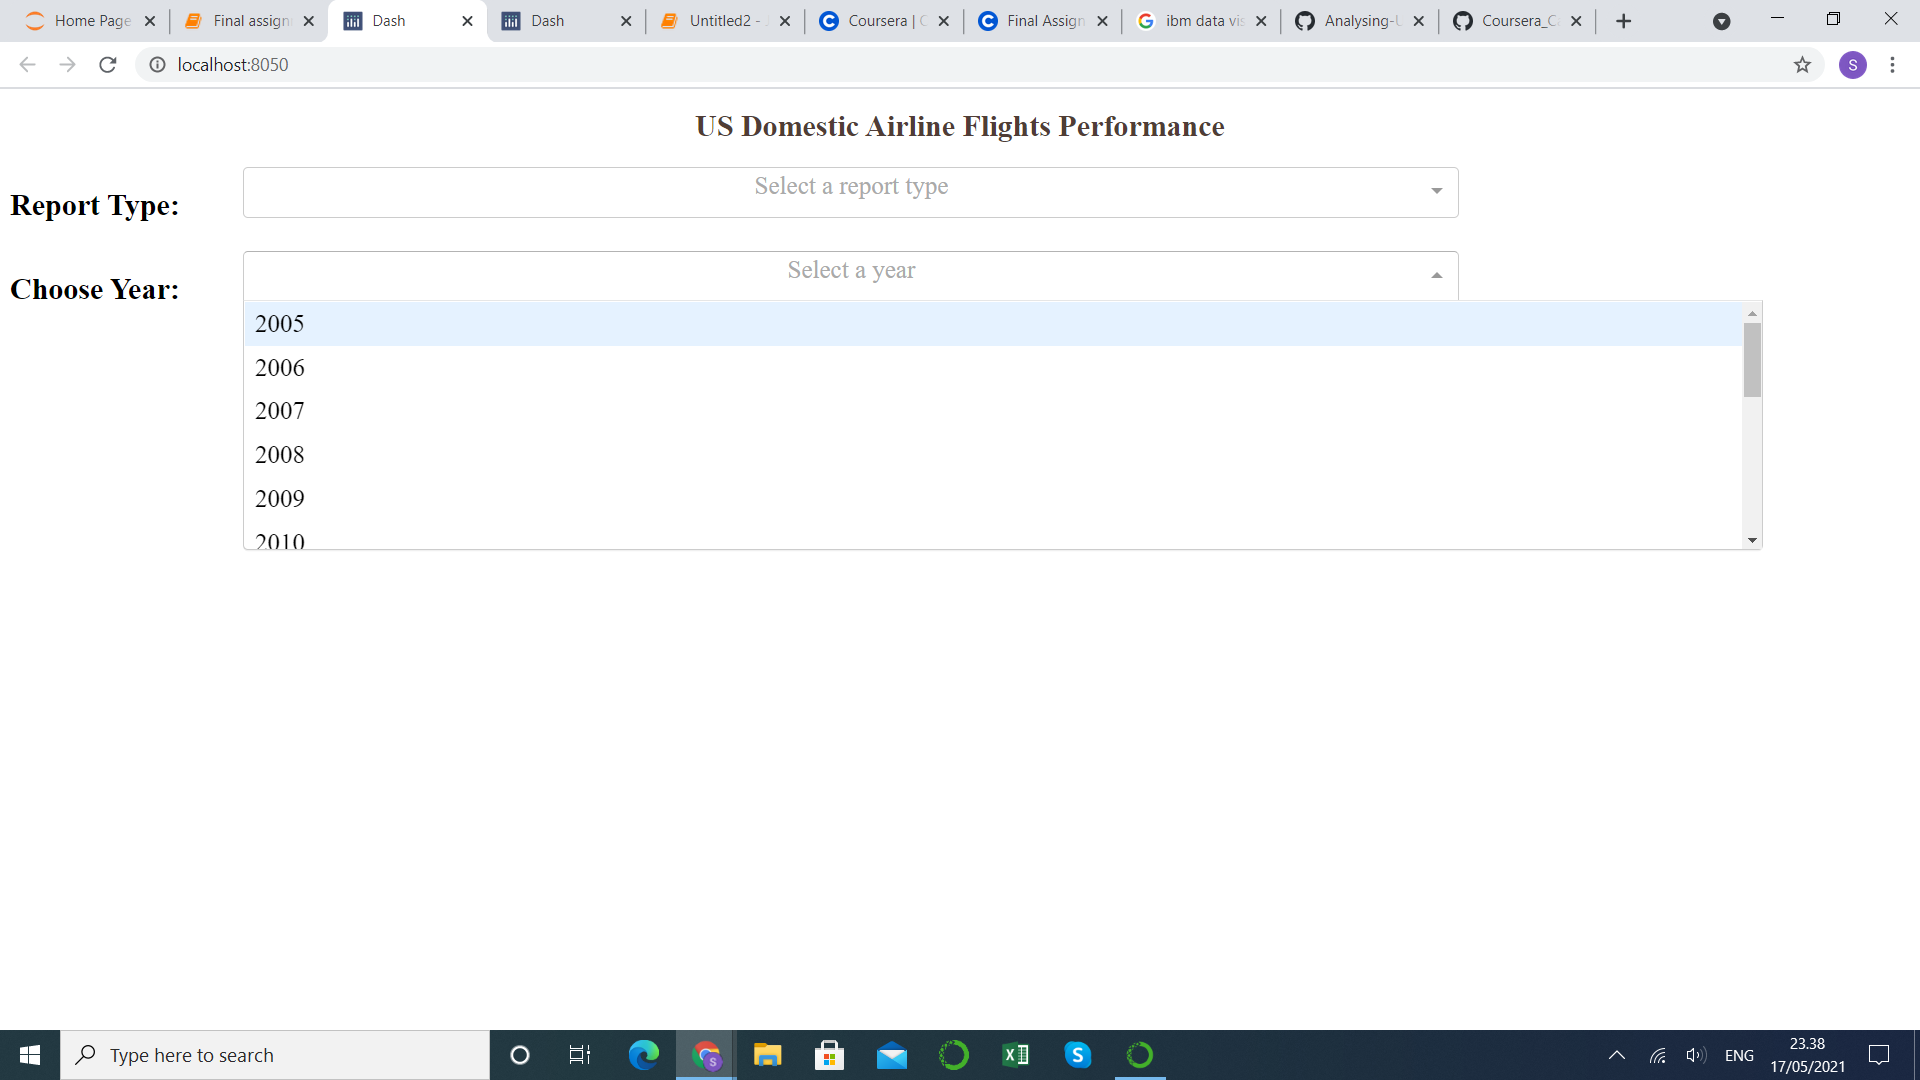 Home Page
Final assign
Dash
Dash
Untitled2 - J
Coursera | C
Final Assign
ibm data vis
Analysing-U
Coursera_C
localhost:8050
S
US Domestic Airline Flights Performance
Report Type:
Select a report type
Choose Year:
Select a year
2005
2006
2007
2008
2009
2010
Type here to search
ENG
23.38
17/05/2021